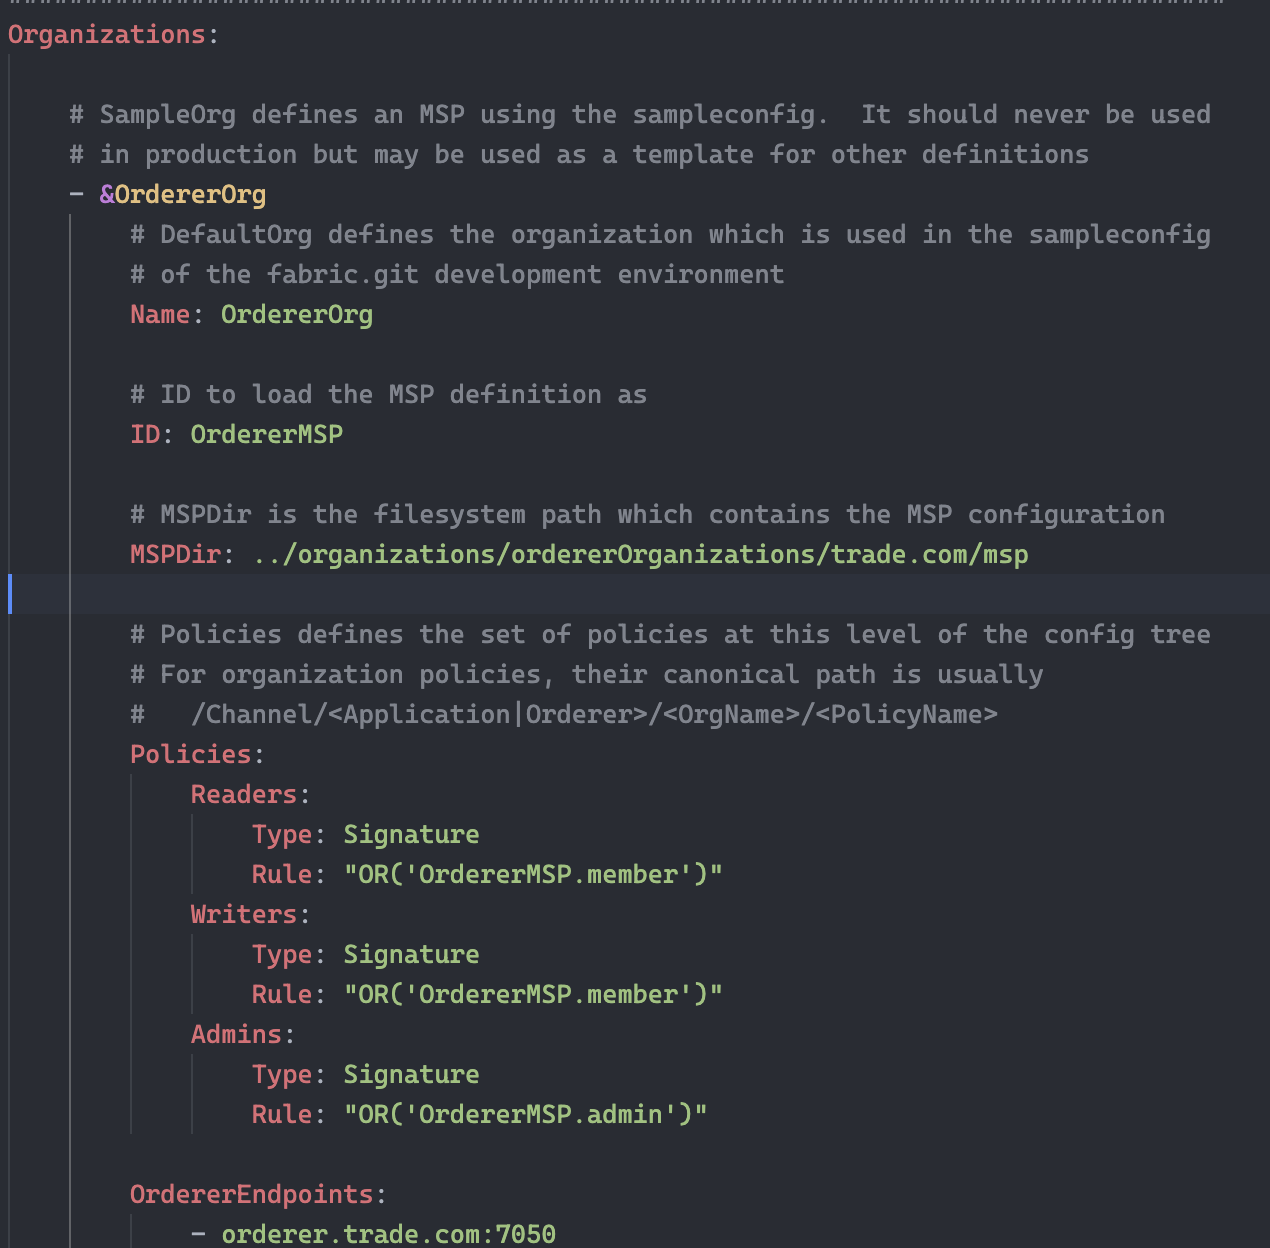 Organizations:
# SampleOrg defines an MSP using the sampleconfig.  It should never be used
# in production but may be used as a template for other definitions
- &OrdererOrg
# DefaultOrg defines the organization which is used in the sampleconfig
# of the fabric.git development environment
Name: OrdererOrg
# ID to load the MSP definition as
ID: OrdererMSP
# MSPDir is the filesystem path which contains the MSP configuration
MSPDir: ../organizations/ordererOrganizations/trade.com/msp
# Policies defines the set of policies at this level of the config tree
# For organization policies, their canonical path is usually
#   /Channel/<Application|Orderer>/<OrgName>/<PolicyName>
Policies:
Readers:
Type: Signature
Rule: "OR('OrdererMSP.member')"
Writers:
Type: Signature
Rule: "OR('OrdererMSP.member')"
Admins:
Type: Signature
Rule: "OR('OrdererMSP.admin')"
OrdererEndpoints:
- orderer.trade.com:7050